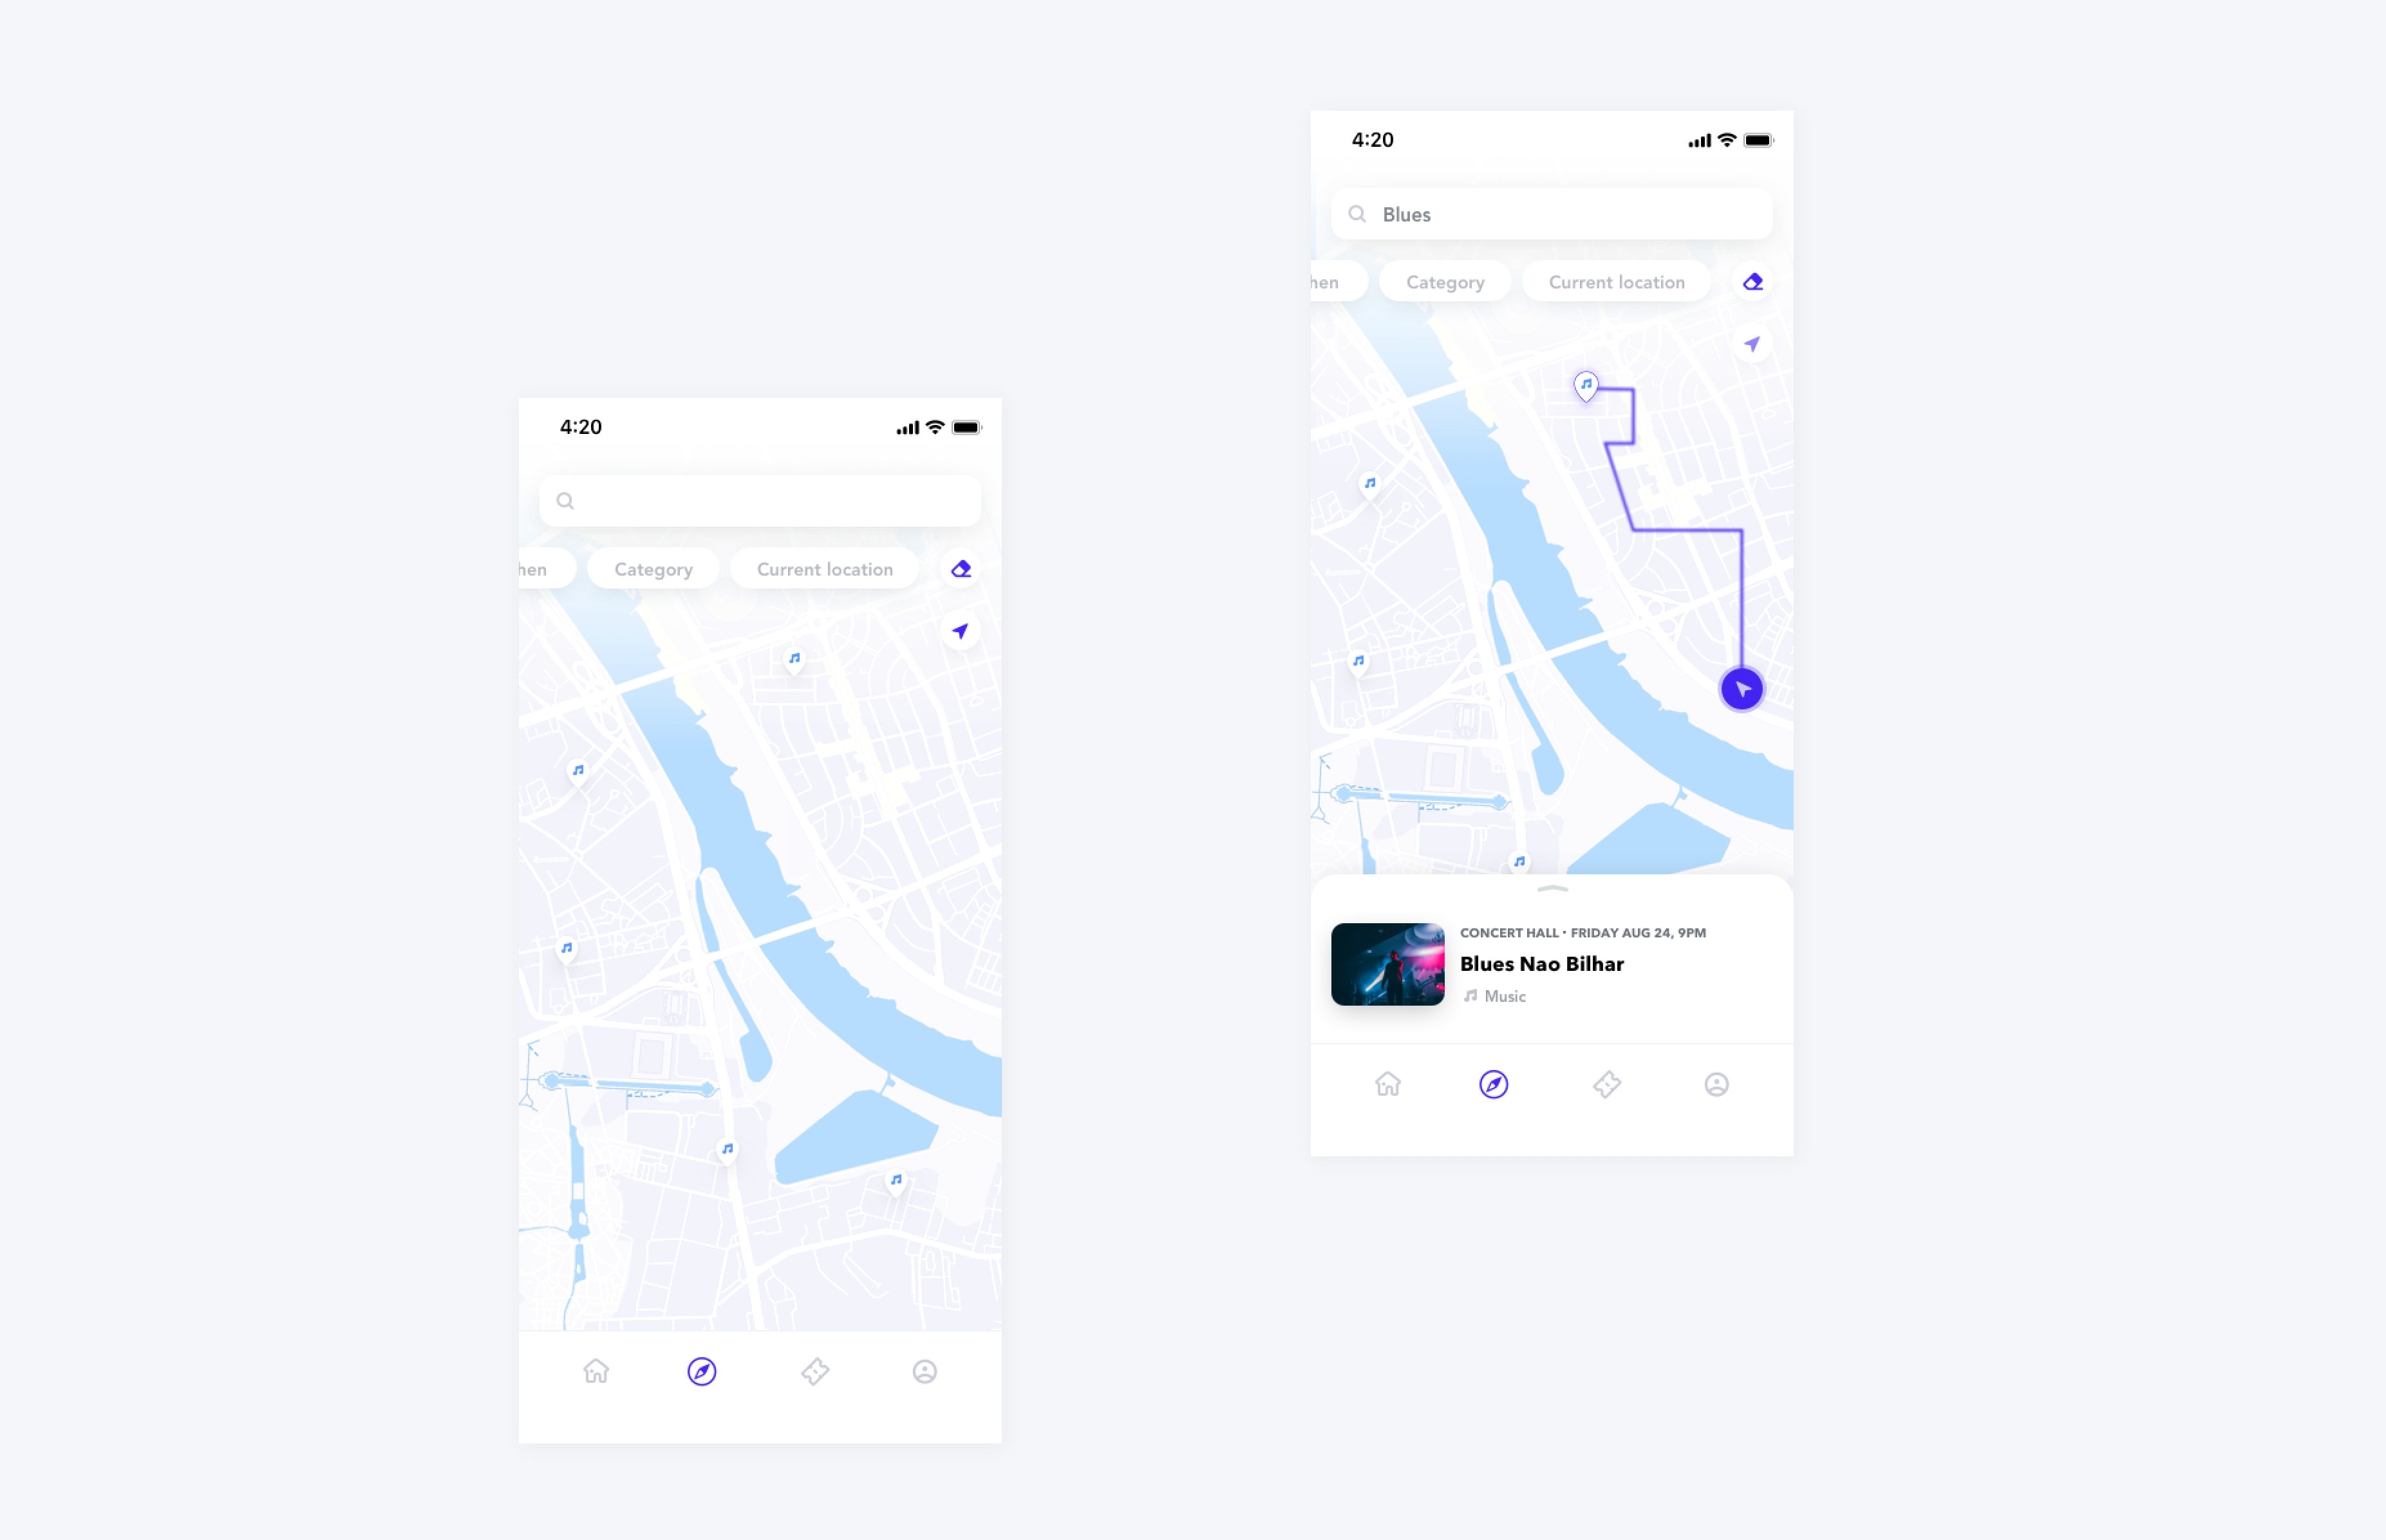 4:20
hen
Category
Current location
4:20
Blues
hen
Category
Current location
CONCERT HALL · FRIDAY AUG 24, 9PM
Blues Nao Bilhar
Music